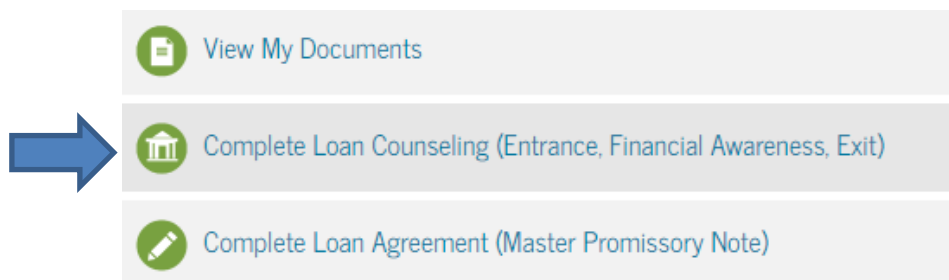 View My Documents
Complete Loan Counseling (Entrance, Financial Awareness, Exit)
Complete Loan Agreement (Master Promissory Note)